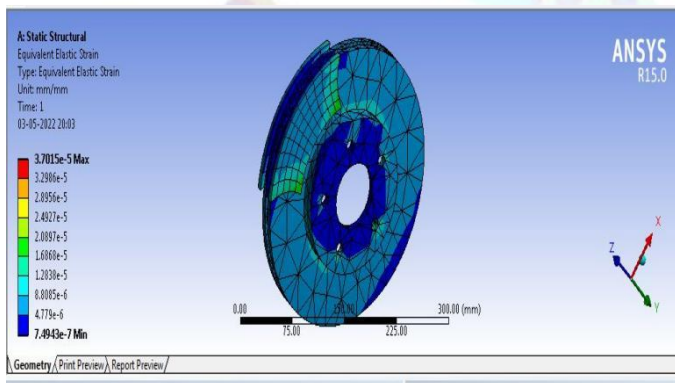 A: Static Structural
Equivalent Elastic Strain
Type: Equivalent Elastic Strain
Unit: mm/mm
Time: 1
03-05-2022 20:03
ANSYS
R15.0
3.7015e-5 Max
3.2986e-5
2.8956e-5
2.4927e-5
2.0897e-5
1.6868e-5
1.2838e-5
8.8085e-6
4.779e-6
7.4943e-7 Min
X
Z
Y
0.00 150.00 300.00 (mm)
75.00 225.00
Geometry Print Preview Report Preview